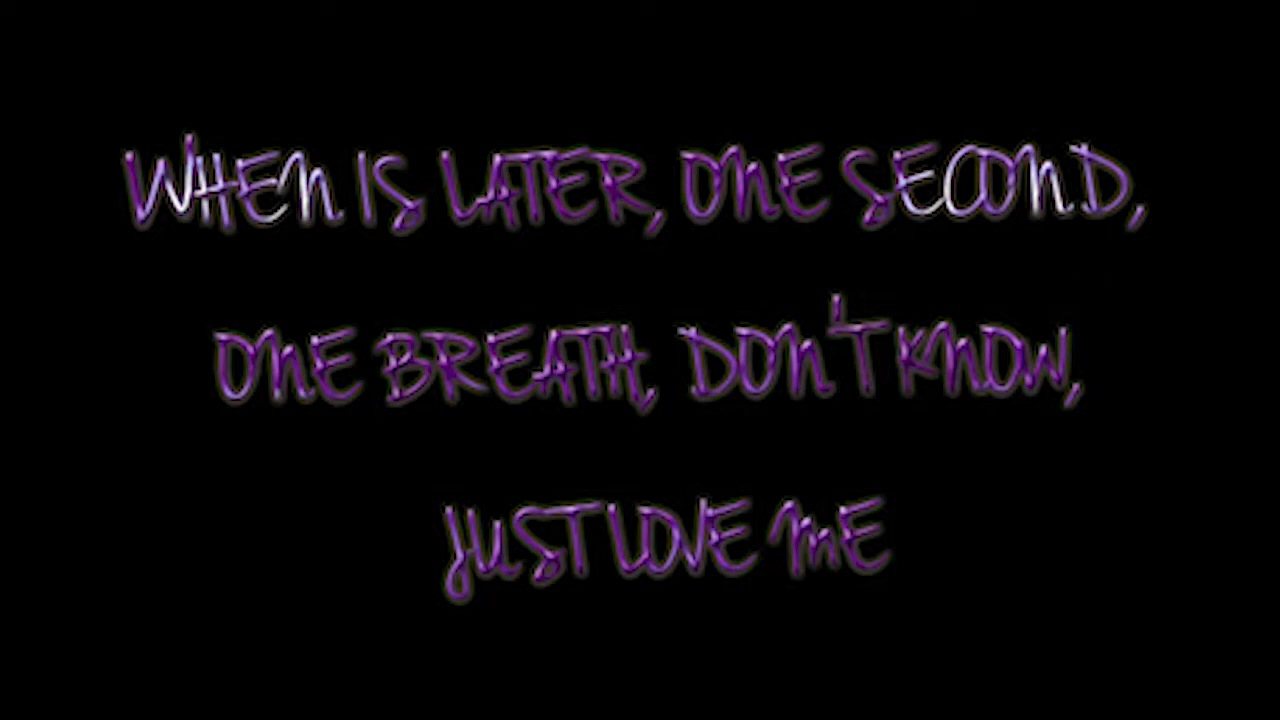 WHEN IS LATER, ONE SECOND,
ONE BREATH, DON'T KNOW,
JUST LOVE ME